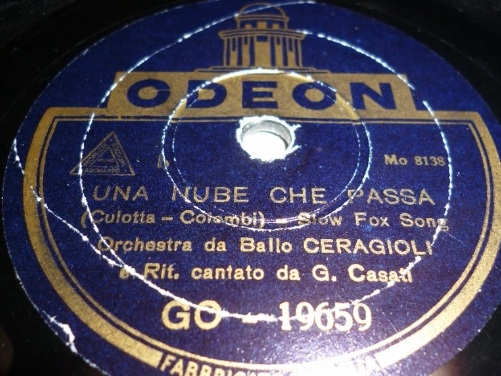 ODEON
Mo 8138
UNA NUBE CHE PASSA
(Culotta - Colombi) - Slow Fox Song
Orchestra da Ballo CERAGIOLI
e Rit. cantato da G. Casati
GO - 19659